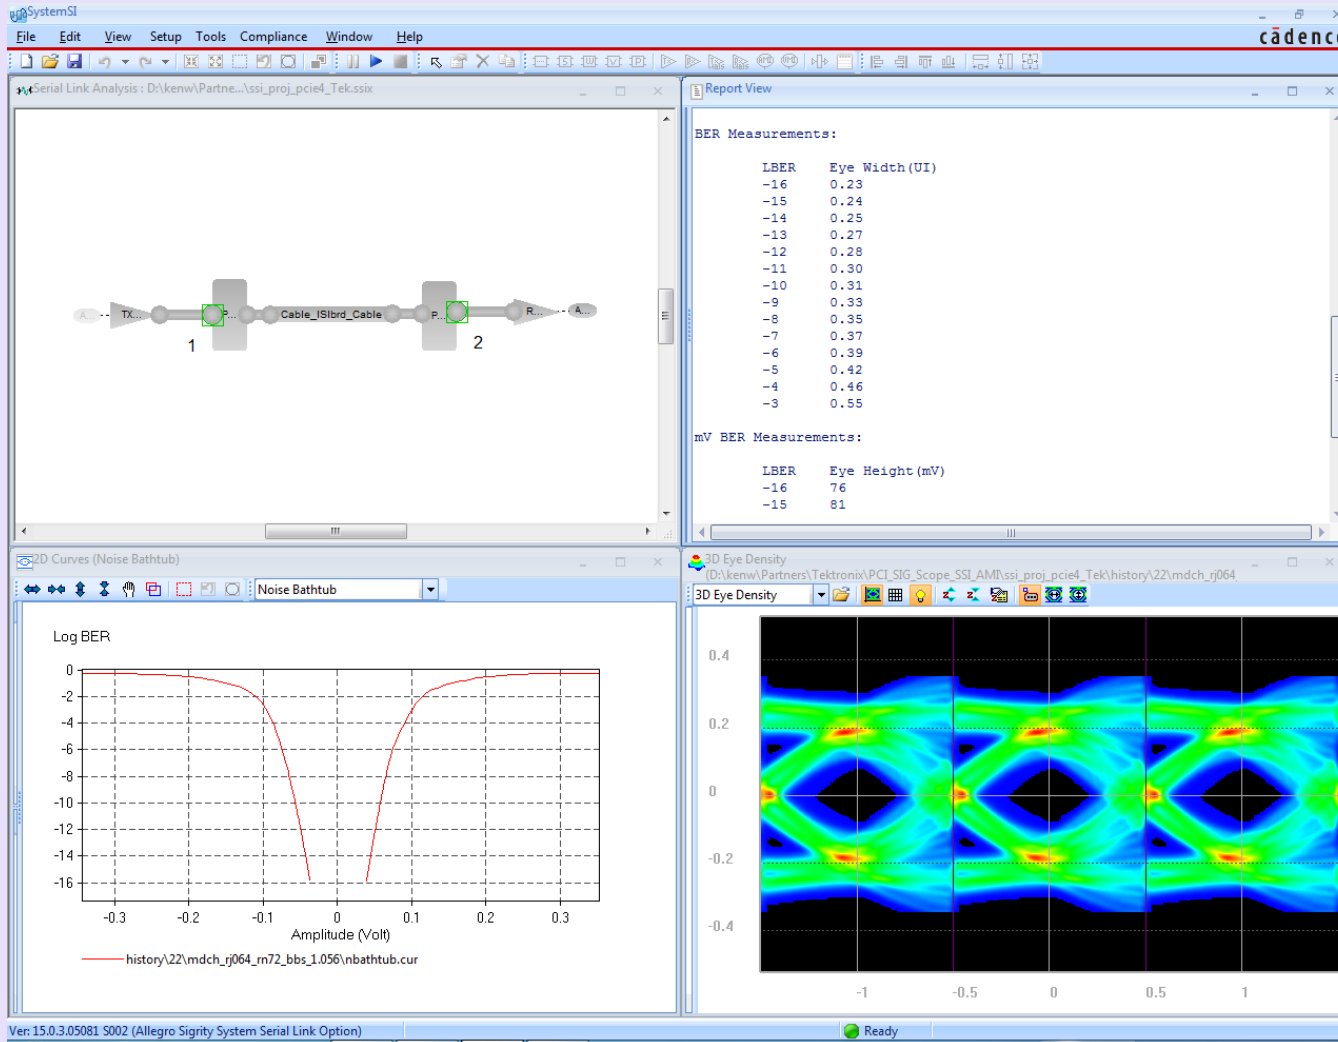 SystemSI
File Edit View Setup Tools Compliance Window Help
cādence
Serial Link Analysis : D:\kenw\Partne...\ssi_proj_pcie4_Tek.ssix
A... TX... P... Cable_ISIbrd_Cable P... R... A...
1 2
Report View
BER Measurements:
LBER Eye Width(UI)
-16 0.23
-15 0.24
-14 0.25
-13 0.27
-12 0.28
-11 0.30
-10 0.31
-9 0.33
-8 0.35
-7 0.37
-6 0.39
-5 0.42
-4 0.46
-3 0.55
mV BER Measurements:
LBER Eye Height(mV)
-16 76
-15 81
2D Curves (Noise Bathtub)
Noise Bathtub
Log BER
0
-2
-4
-6
-8
-10
-12
-14
-16
-0.3 -0.2 -0.1 0 0.1 0.2 0.3
Amplitude (Volt)
history\22\mdch_rj064_rn72_bbs_1.056\nbathtub.cur
3D Eye Density
(D:\kenw\Partners\Tektronix\PCI_SIG_Scope_SSI_AMI\ssi_proj_pcie4_Tek\history\22\mdch_rj064_
3D Eye Density
0.4
0.2
0
-0.2
-0.4
-1 -0.5 0 0.5 1
Ver: 15.0.3.05081 S002 (Allegro Sigrity System Serial Link Option)
Ready